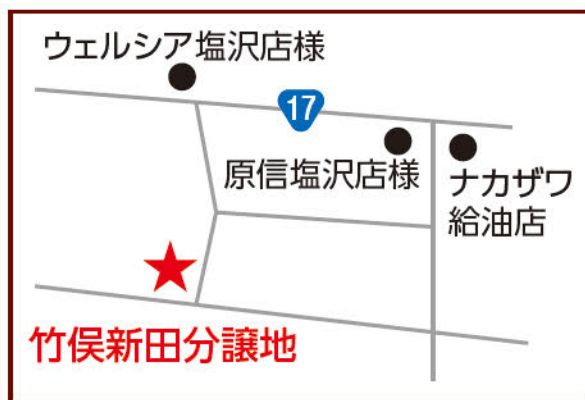 ウェルシア塩沢店様
17
原信塩沢店様
ナカザワ
給油店
竹俣新田分譲地